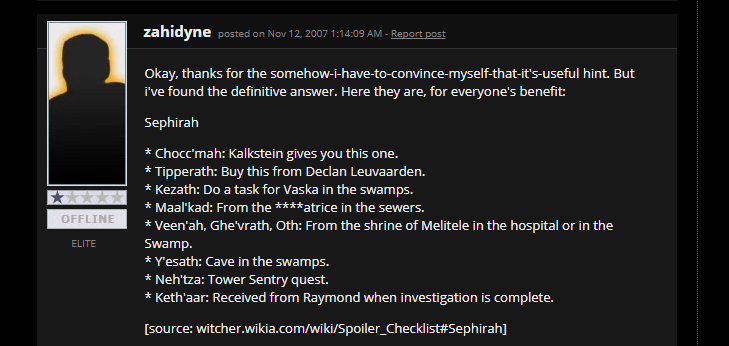 zahidyne posted on Nov 12, 2007 1:14:09 AM - Report post
Okay, thanks for the somehow-i-have-to-convince-myself-that-it's-useful hint. But
i've found the definitive answer. Here they are, for everyone's benefit:
Sephirah
* Chocc'mah: Kalkstein gives you this one.
* Tipperath: Buy this from Declan Leuvaarden.
* Kezath: Do a task for Vaska in the swamps.
* Maal'kad: From the ****atrice in the sewers.
* Veen'ah, Ghe'vrath, Oth: From the shrine of Melitele in the hospital or in the
Swamp.
* Y'esath: Cave in the swamps.
* Neh'tza: Tower Sentry quest.
* Keth'aar: Received from Raymond when investigation is complete.
[source: witcher.wikia.com/wiki/Spoiler_Checklist#Sephirah]
OFFLINE
ELITE